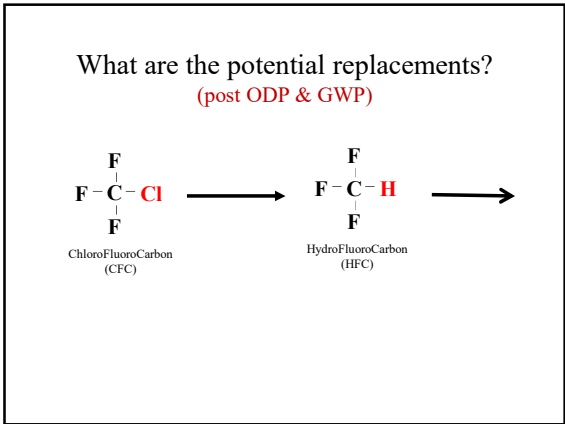 What are the potential replacements?
(post ODP & GWP)
F
F - C - Cl
F
ChloroFluoroCarbon
(CFC)
F
F - C - H
F
HydroFluoroCarbon
(HFC)